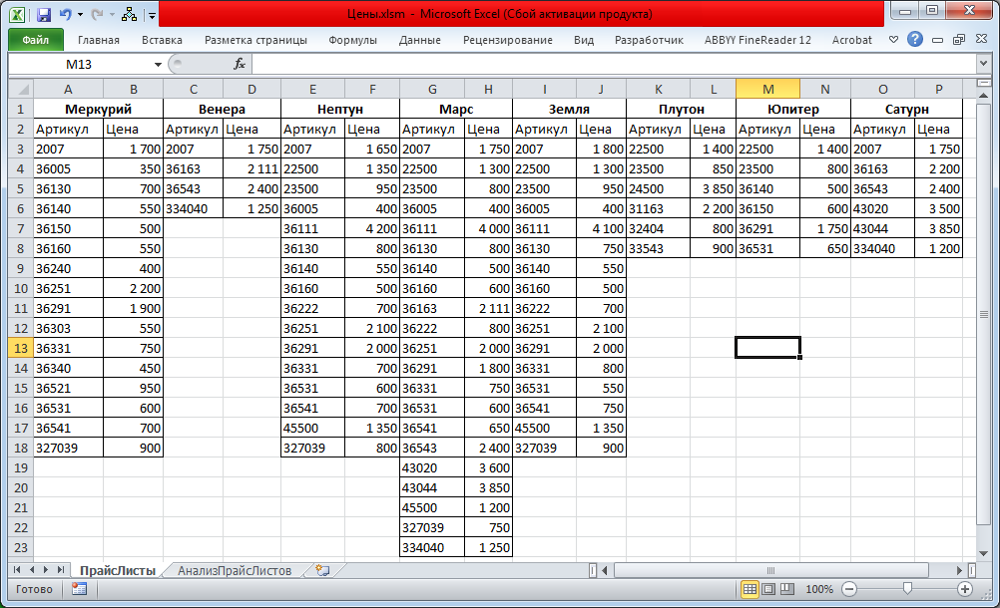 Цены.xlsm - Microsoft Excel (Сбой активации продукта)
Файл Главная Вставка Разметка страницы Формулы Данные Рецензирование Вид Разработчик ABBYY FineReader 12 Acrobat
M13 fx
A B C D E F G H I J K L M N O P
1 Меркурий Венера Нептун Марс Земля Плутон Юпитер Сатурн
2 Артикул Цена Артикул Цена Артикул Цена Артикул Цена Артикул Цена Артикул Цена Артикул Цена Артикул Цена
3 2007 1 700 2007 1 750 2007 1 650 2007 1 750 2007 1 800 22500 1 400 22500 1 400 2007 1 750
4 36005 350 36163 2 111 22500 1 350 22500 1 300 22500 1 300 23500 850 23500 800 36163 2 200
5 36130 700 36543 2 400 23500 950 23500 800 23500 950 24500 3 850 36140 500 36543 2 400
6 36140 550 334040 1 250 36005 400 36005 400 36005 400 31163 2 200 36150 600 43020 3 500
7 36150 500 36111 4 200 36111 4 000 36111 4 100 32404 800 36291 1 750 43044 3 850
8 36160 550 36130 800 36130 800 36130 750 33543 900 36531 650 334040 1 200
9 36240 400 36140 550 36140 500 36140 550
10 36251 2 200 36160 500 36160 600 36160 500
11 36291 1 900 36222 700 36163 2 111 36222 700
12 36303 550 36251 2 100 36222 800 36251 2 100
13 36331 750 36291 2 000 36251 2 000 36291 2 000
14 36340 450 36331 700 36291 1 800 36331 800
15 36521 950 36531 600 36331 750 36531 550
16 36531 600 36541 700 36531 600 36541 750
17 36541 700 45500 1 350 36541 650 45500 1 350
18 327039 900 327039 800 36543 2 400 327039 900
19 43020 3 600
20 43044 3 850
21 45500 1 200
22 327039 750
23 334040 1 250
ПрайсЛисты АнализПрайсЛистов
Готово 100%